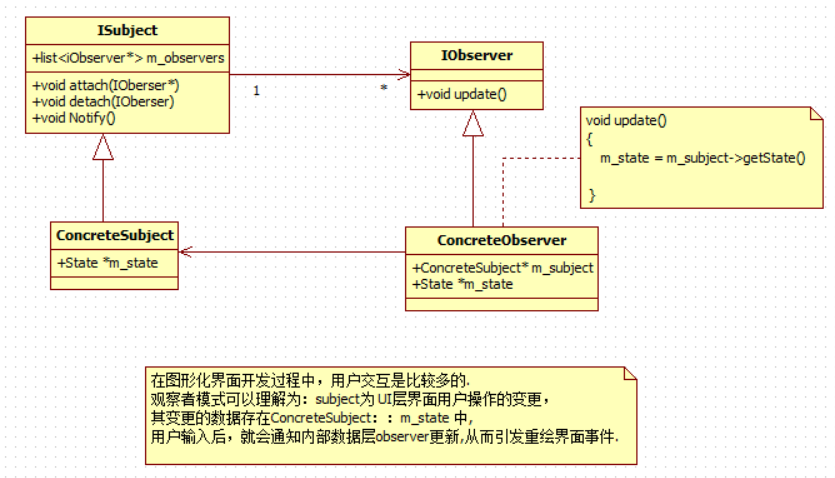 ISubject
+list<iObserver*> m_observers
+void attach(IOberser*)
+void detach(IOberser)
+void Notify()
1
*
IObserver
+void update()
void update()
{
m_state = m_subject->getState()
}
ConcreteSubject
+State *m_state
ConcreteObserver
+ConcreteSubject* m_subject
+State *m_state
在图形化界面开发过程中，用户交互是比较多的.
观察者模式可以理解为：subject为 UI层界面用户操作的变更，
其变更的数据存在ConcreteSubject：：m_state 中,
用户输入后，就会通知内部数据层observer更新,从而引发重绘界面事件.